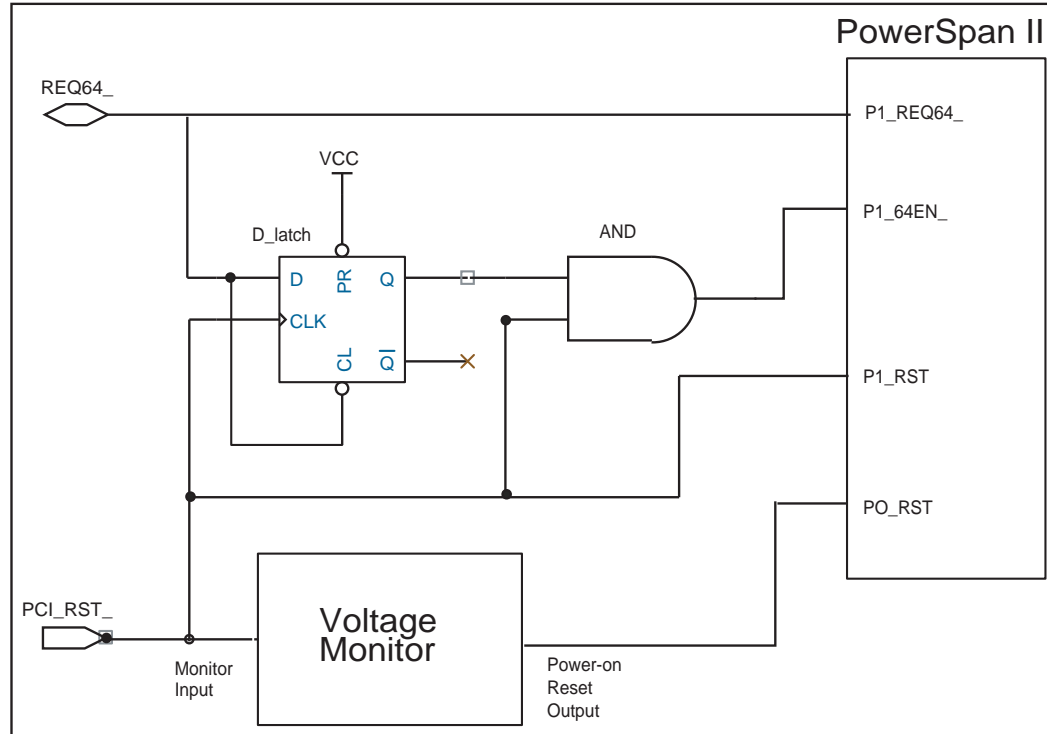 PowerSpan II
REQ64_
P1_REQ64_
VCC
P1_64EN_
D_latch
AND
D
PR
Q
CLK
CL
Q
P1_RST
PO_RST
PCI_RST_
Voltage
Monitor
Monitor
Input
Power-on
Reset
Output